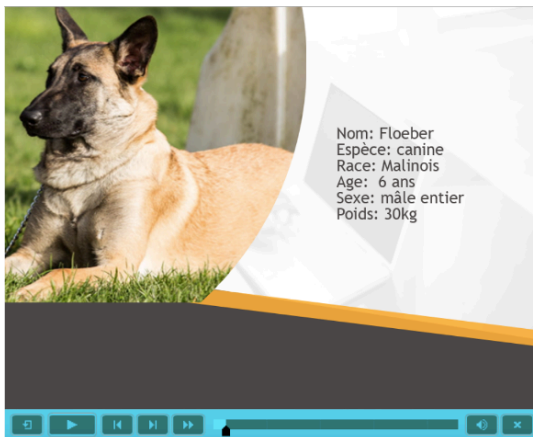 Nom: Floeber
Espèce: canine
Race: Malinois
Age:  6 ans
Sexe: mâle entier
Poids: 30kg